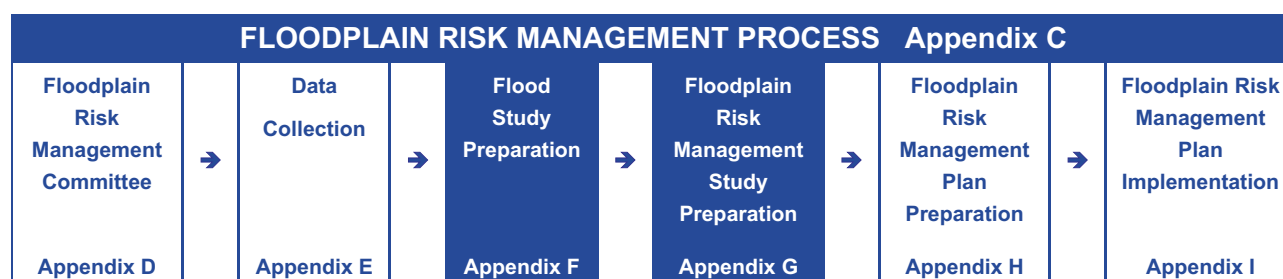 FLOODPLAIN RISK MANAGEMENT PROCESS Appendix C
Floodplain
Risk
Management
Committee
Appendix D
➔
Data
Collection
Appendix E
➔
Flood
Study
Preparation
Appendix F
➔
Floodplain
Risk
Management
Study
Preparation
Appendix G
➔
Floodplain
Risk
Management
Plan
Preparation
Appendix H
➔
Floodplain Risk
Management
Plan
Implementation
Appendix I